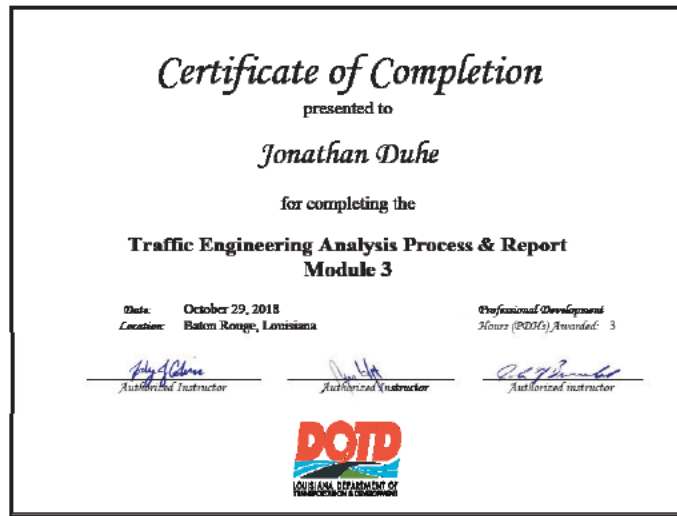 Certificate of Completion
presented to
Jonathan Duhe
for completing the
Traffic Engineering Analysis Process & Report
Module 3
Date: October 29, 2018
Location: Baton Rouge, Louisiana
Professional Development
Hours (PDHs) Awarded: 3
Authorized Instructor
Authorized Instructor
Authorized instructor
DOTD
LOUISIANA DEPARTMENT OF
TRANSPORTATION & DEVELOPMENT